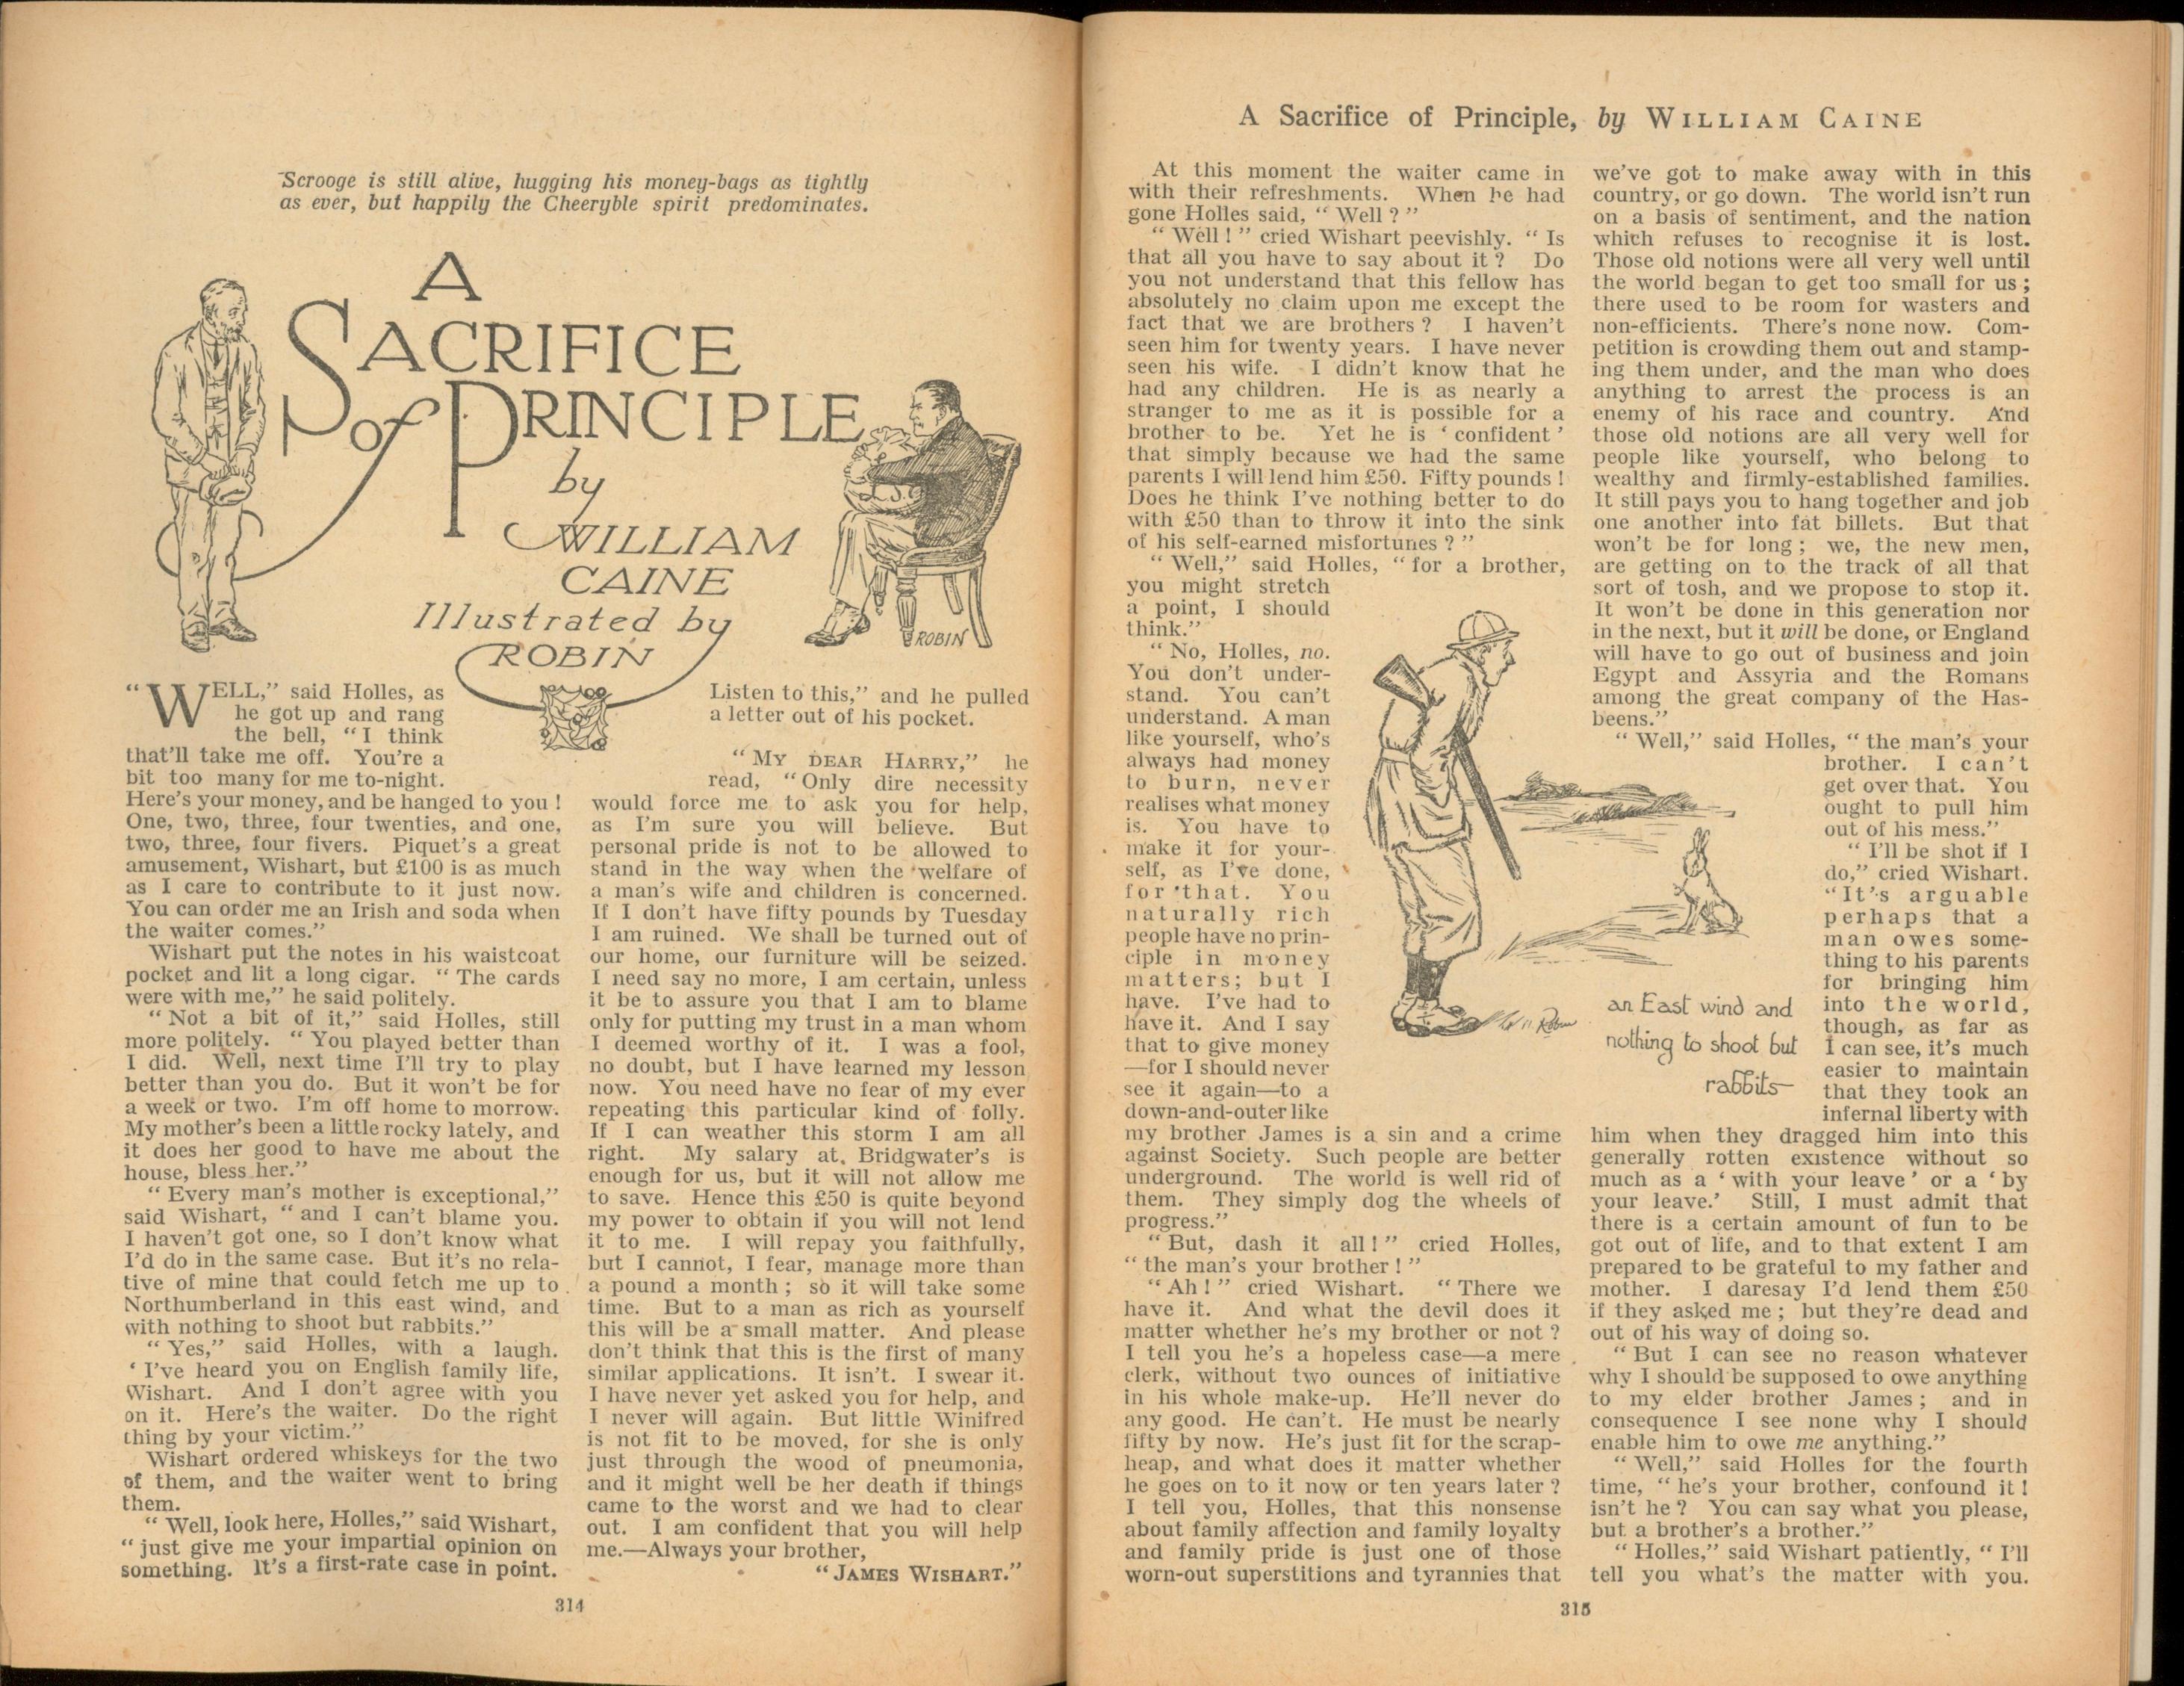 Scrooge is still alive, hugging his money-bags as tightly
as ever, but happily the Cheeryble spirit predominates.
A
SACRIFICE
of PRINCIPLE
by
WILLIAM
CAINE
Illustrated by
ROBIN
ROBIN
"WELL," said Holles, as
he got up and rang
the bell, "I think
that'll take me off. You're a
bit too many for me to-night.
Here's your money, and be hanged to you!
One, two, three, four twenties, and one,
two, three, four fivers. Piquet's a great
amusement, Wishart, but £100 is as much
as I care to contribute to it just now.
You can order me an Irish and soda when
the waiter comes."
Wishart put the notes in his waistcoat
pocket and lit a long cigar. "The cards
were with me," he said politely.
"Not a bit of it," said Holles, still
more politely. "You played better than
I did. Well, next time I'll try to play
better than you do. But it won't be for
a week or two. I'm off home to morrow.
My mother's been a little rocky lately, and
it does her good to have me about the
house, bless her."
"Every man's mother is exceptional,"
said Wishart, "and I can't blame you.
I haven't got one, so I don't know what
I'd do in the same case. But it's no rela-
tive of mine that could fetch me up to
Northumberland in this east wind, and
with nothing to shoot but rabbits."
"Yes," said Holles, with a laugh.
'I've heard you on English family life,
Wishart. And I don't agree with you
on it. Here's the waiter. Do the right
thing by your victim."
Wishart ordered whiskeys for the two
of them, and the waiter went to bring
them.
"Well, look here, Holles," said Wishart,
"just give me your impartial opinion on
something. It's a first-rate case in point.
Listen to this," and he pulled
a letter out of his pocket.
"MY DEAR HARRY," he
read, "Only dire necessity
would force me to ask you for help,
as I'm sure you will believe. But
personal pride is not to be allowed to
stand in the way when the welfare of
a man's wife and children is concerned.
If I don't have fifty pounds by Tuesday
I am ruined. We shall be turned out of
our home, our furniture will be seized.
I need say no more, I am certain, unless
it be to assure you that I am to blame
only for putting my trust in a man whom
I deemed worthy of it. I was a fool,
no doubt, but I have learned my lesson
now. You need have no fear of my ever
repeating this particular kind of folly.
If I can weather this storm I am all
right. My salary at Bridgwater's is
enough for us, but it will not allow me
to save. Hence this £50 is quite beyond
my power to obtain if you will not lend
it to me. I will repay you faithfully,
but I cannot, I fear, manage more than
a pound a month; so it will take some
time. But to a man as rich as yourself
this will be a small matter. And please
don't think that this is the first of many
similar applications. It isn't. I swear it.
I have never yet asked you for help, and
I never will again. But little Winifred
is not fit to be moved, for she is only
just through the wood of pneumonia,
and it might well be her death if things
came to the worst and we had to clear
out. I am confident that you will help
me.—Always your brother,
"JAMES WISHART."
314
A Sacrifice of Principle, by WILLIAM CAINE
At this moment the waiter came in
with their refreshments. When he had
gone Holles said, "Well?"
"Well!" cried Wishart peevishly. "Is
that all you have to say about it? Do
you not understand that this fellow has
absolutely no claim upon me except the
fact that we are brothers? I haven't
seen him for twenty years. I have never
seen his wife. I didn't know that he
had any children. He is as nearly a
stranger to me as it is possible for a
brother to be. Yet he is 'confident'
that simply because we had the same
parents I will lend him £50. Fifty pounds!
Does he think I've nothing better to do
with £50 than to throw it into the sink
of his self-earned misfortunes?"
"Well," said Holles, "for a brother,
you might stretch
a point, I should
think."
"No, Holles, no.
You don't under-
stand. You can't
understand. A man
like yourself, who's
always had money
to burn, never
realises what money
is. You have to
make it for your-
self, as I've done,
for that. You
naturally rich
people have no prin-
ciple in money
matters; but I
have. I've had to
have it. And I say
that to give money
—for I should never
see it again—to a
down-and-outer like
my brother James is a sin and a crime
against Society. Such people are better
underground. The world is well rid of
them. They simply dog the wheels of
progress."
"But, dash it all!" cried Holles,
"the man's your brother!"
"Ah!" cried Wishart. "There we
have it. And what the devil does it
matter whether he's my brother or not?
I tell you he's a hopeless case—a mere
clerk, without two ounces of initiative
in his whole make-up. He'll never do
any good. He can't. He must be nearly
fifty by now. He's just fit for the scrap-
heap, and what does it matter whether
he goes on to it now or ten years later?
I tell you, Holles, that this nonsense
about family affection and family loyalty
and family pride is just one of those
worn-out superstitions and tyrannies that
an East wind and
nothing to shoot but
rabbits
we've got to make away with in this
country, or go down. The world isn't run
on a basis of sentiment, and the nation
which refuses to recognise it is lost.
Those old notions were all very well until
the world began to get too small for us;
there used to be room for wasters and
non-efficients. There's none now. Com-
petition is crowding them out and stamp-
ing them under, and the man who does
anything to arrest the process is an
enemy of his race and country. And
those old notions are all very well for
people like yourself, who belong to
wealthy and firmly-established families.
It still pays you to hang together and job
one another into fat billets. But that
won't be for long; we, the new men,
are getting on to the track of all that
sort of tosh, and we propose to stop it.
It won't be done in this generation nor
in the next, but it will be done, or England
will have to go out of business and join
Egypt and Assyria and the Romans
among the great company of the Has-
beens."
"Well," said Holles, "the man's your
brother. I can't
get over that. You
ought to pull him
out of his mess."
"I'll be shot if I
do," cried Wishart.
"It's arguable
perhaps that a
man owes some-
thing to his parents
for bringing him
into the world,
though, as far as
I can see, it's much
easier to maintain
that they took an
infernal liberty with
him when they dragged him into this
generally rotten existence without so
much as a 'with your leave' or a 'by
your leave.' Still, I must admit that
there is a certain amount of fun to be
got out of life, and to that extent I am
prepared to be grateful to my father and
mother. I daresay I'd lend them £50
if they asked me; but they're dead and
out of his way of doing so.
"But I can see no reason whatever
why I should be supposed to owe anything
to my elder brother James; and in
consequence I see none why I should
enable him to owe me anything."
"Well," said Holles for the fourth
time, "he's your brother, confound it!
isn't he? You can say what you please,
but a brother's a brother."
"Holles," said Wishart patiently, "I'll
tell you what's the matter with you.
315